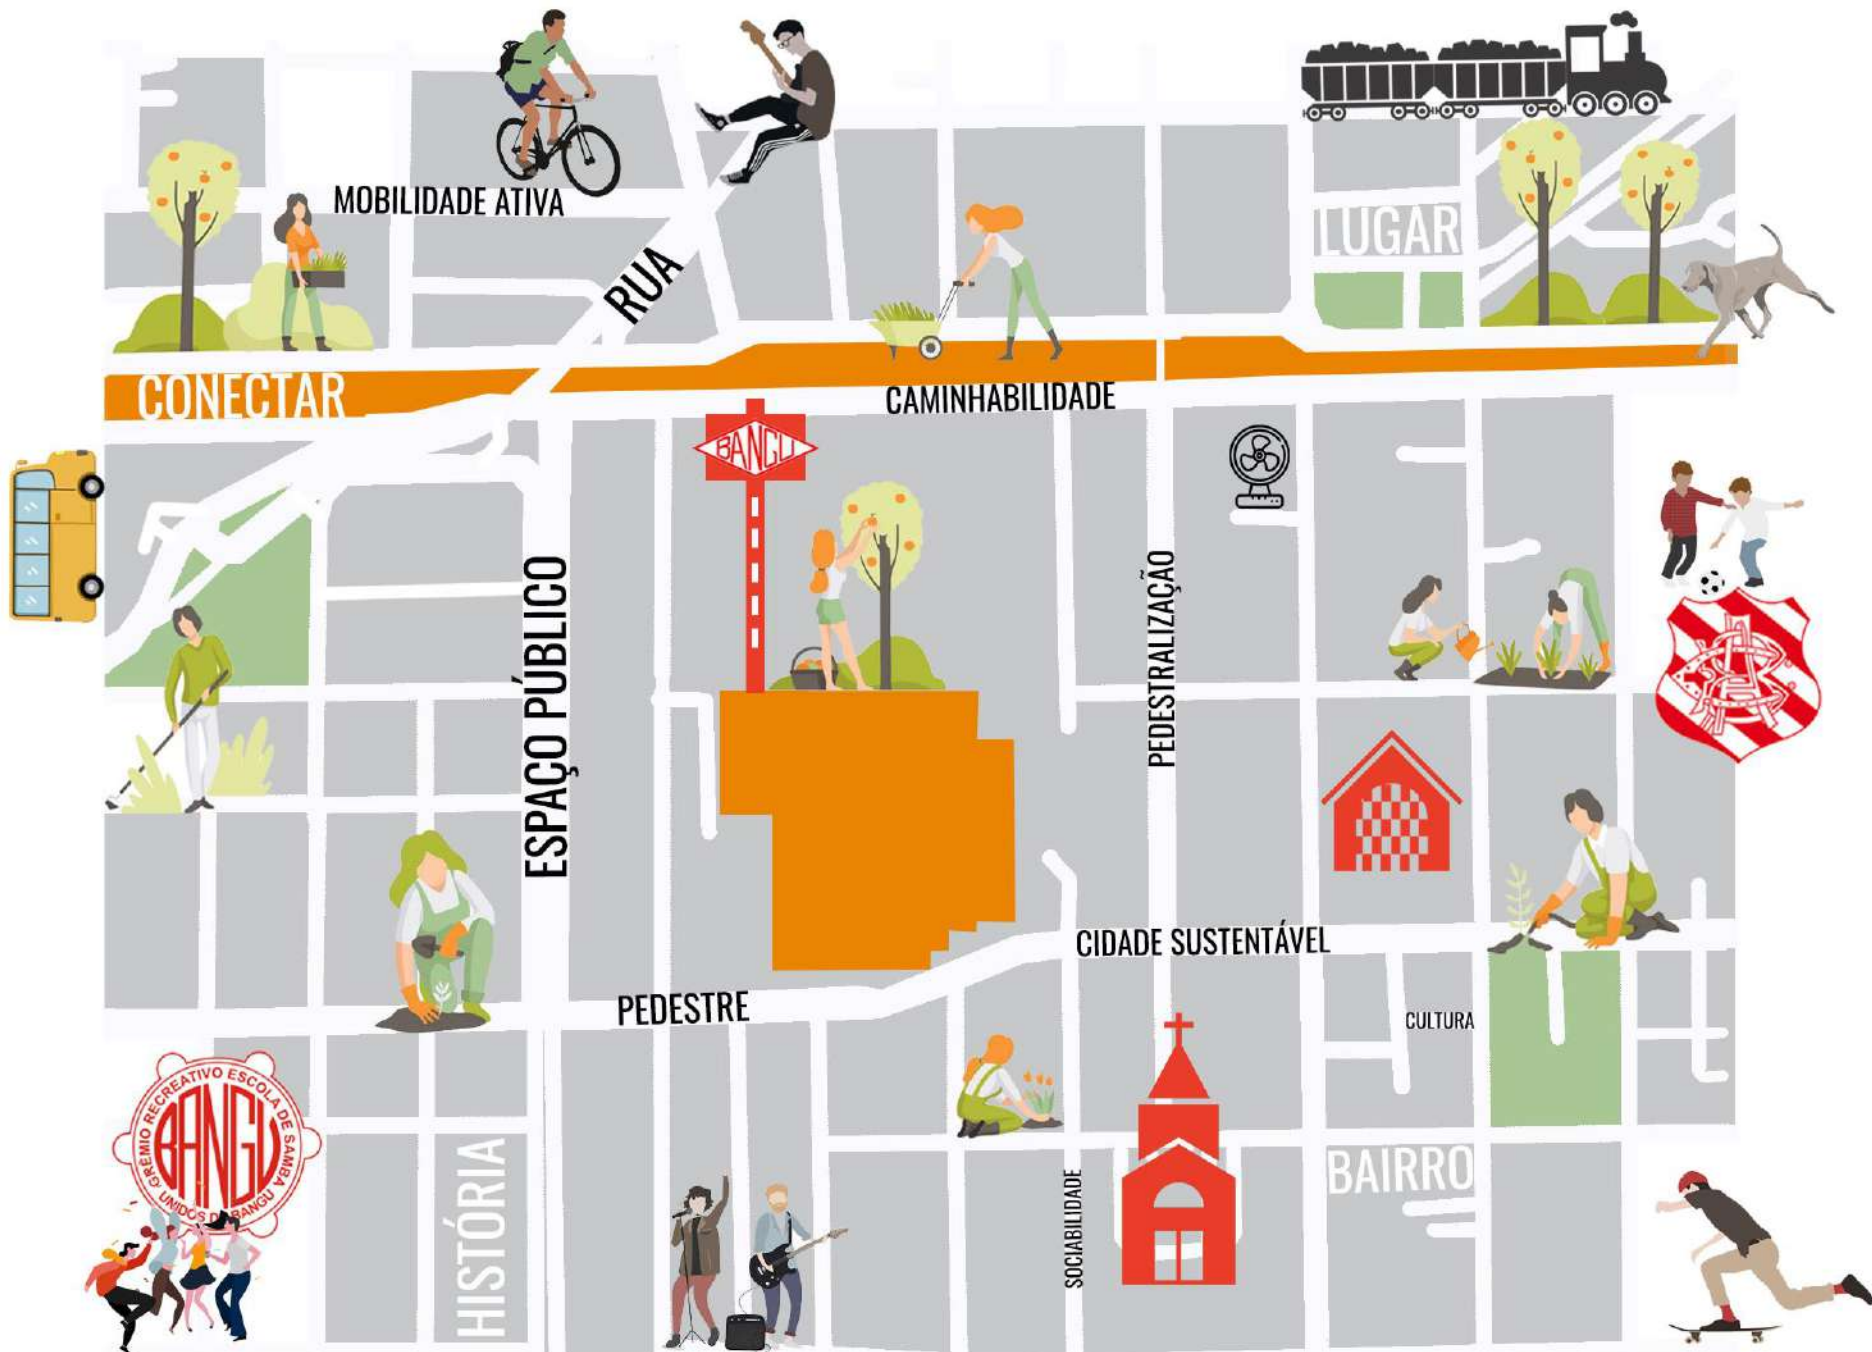 MOBILIDADE ATIVA
RUA
LUGAR
CONECTAR
CAMINHABILIDADE
BANGU
ESPAÇO PÚBLICO
PEDESTRALIZAÇÃO
CIDADE SUSTENTÁVEL
PEDESTRE
CULTURA
GRÊMIO RECREATIVO ESCOLA DE SAMBA
BANGU
UNIDOS DE BANGU
HISTÓRIA
SOCIABILIDADE
BAIRRO